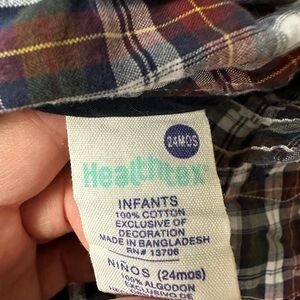 24MOS
Healthtex
INFANTS
100% COTTON
EXCLUSIVE OF
DECORATION
MADE IN BANGLADESH
RN# 13706
NIÑOS (24mos)
100% ALGODON